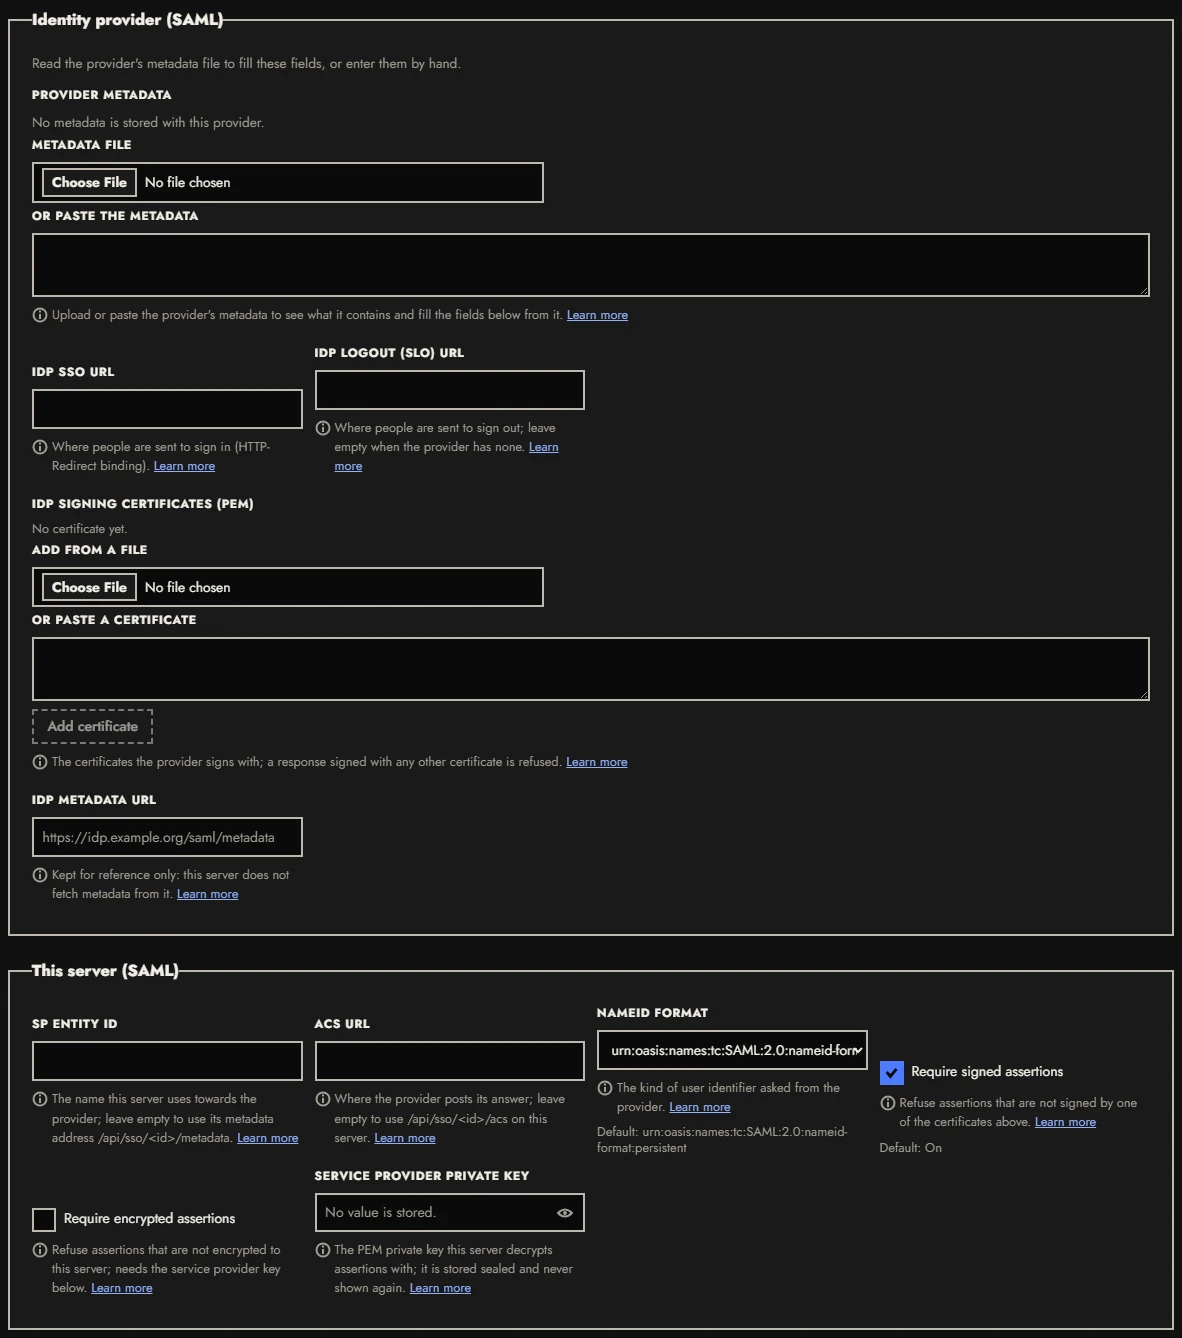 Identity provider (SAML)
Read the provider's metadata file to fill these fields, or enter them by hand.
PROVIDER METADATA
No metadata is stored with this provider.
METADATA FILE
Choose File No file chosen
OR PASTE THE METADATA
Upload or paste the provider's metadata to see what it contains and fill the fields below from it. Learn more
IDP SSO URL
Where people are sent to sign in (HTTP-
Redirect binding). Learn more
IDP LOGOUT (SLO) URL
Where people are sent to sign out; leave
empty when the provider has none. Learn
more
IDP SIGNING CERTIFICATES (PEM)
No certificate yet.
ADD FROM A FILE
Choose File No file chosen
OR PASTE A CERTIFICATE
Add certificate
The certificates the provider signs with; a response signed with any other certificate is refused. Learn more
IDP METADATA URL
https://idp.example.org/saml/metadata
Kept for reference only: this server does not
fetch metadata from it. Learn more
This server (SAML)
SP ENTITY ID
The name this server uses towards the
provider; leave empty to use its metadata
address /api/sso/<id>/metadata. Learn more
ACS URL
Where the provider posts its answer; leave
empty to use /api/sso/<id>/acs on this
server. Learn more
NAMEID FORMAT
urn:oasis:names:tc:SAML:2.0:nameid-form
The kind of user identifier asked from the
provider. Learn more
Default: urn:oasis:names:tc:SAML:2.0:nameid-
format:persistent
Require signed assertions
Refuse assertions that are not signed by one
of the certificates above. Learn more
Default: On
Require encrypted assertions
Refuse assertions that are not encrypted to
this server; needs the service provider key
below. Learn more
SERVICE PROVIDER PRIVATE KEY
No value is stored.
The PEM private key this server decrypts
assertions with; it is stored sealed and never
shown again. Learn more